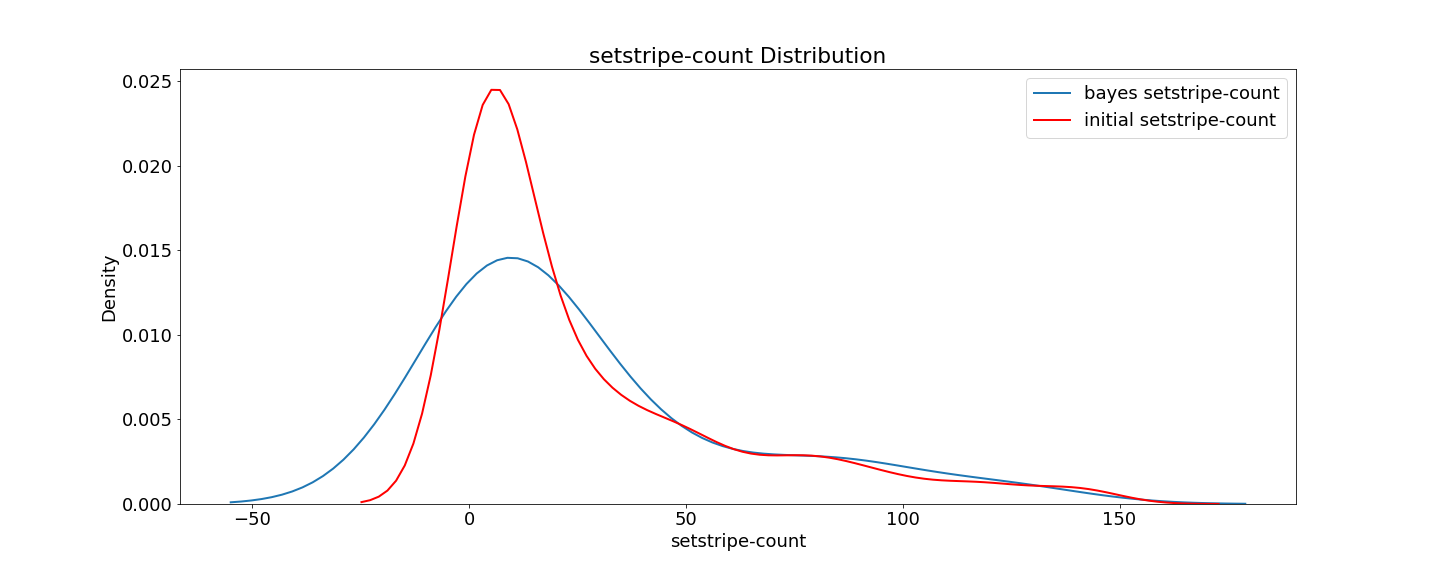 setstripe-count Distribution
bayes setstripe-count
initial setstripe-count
Density
0.025
0.020
0.015
0.010
0.005
0.000
−50
0
50
100
150
setstripe-count